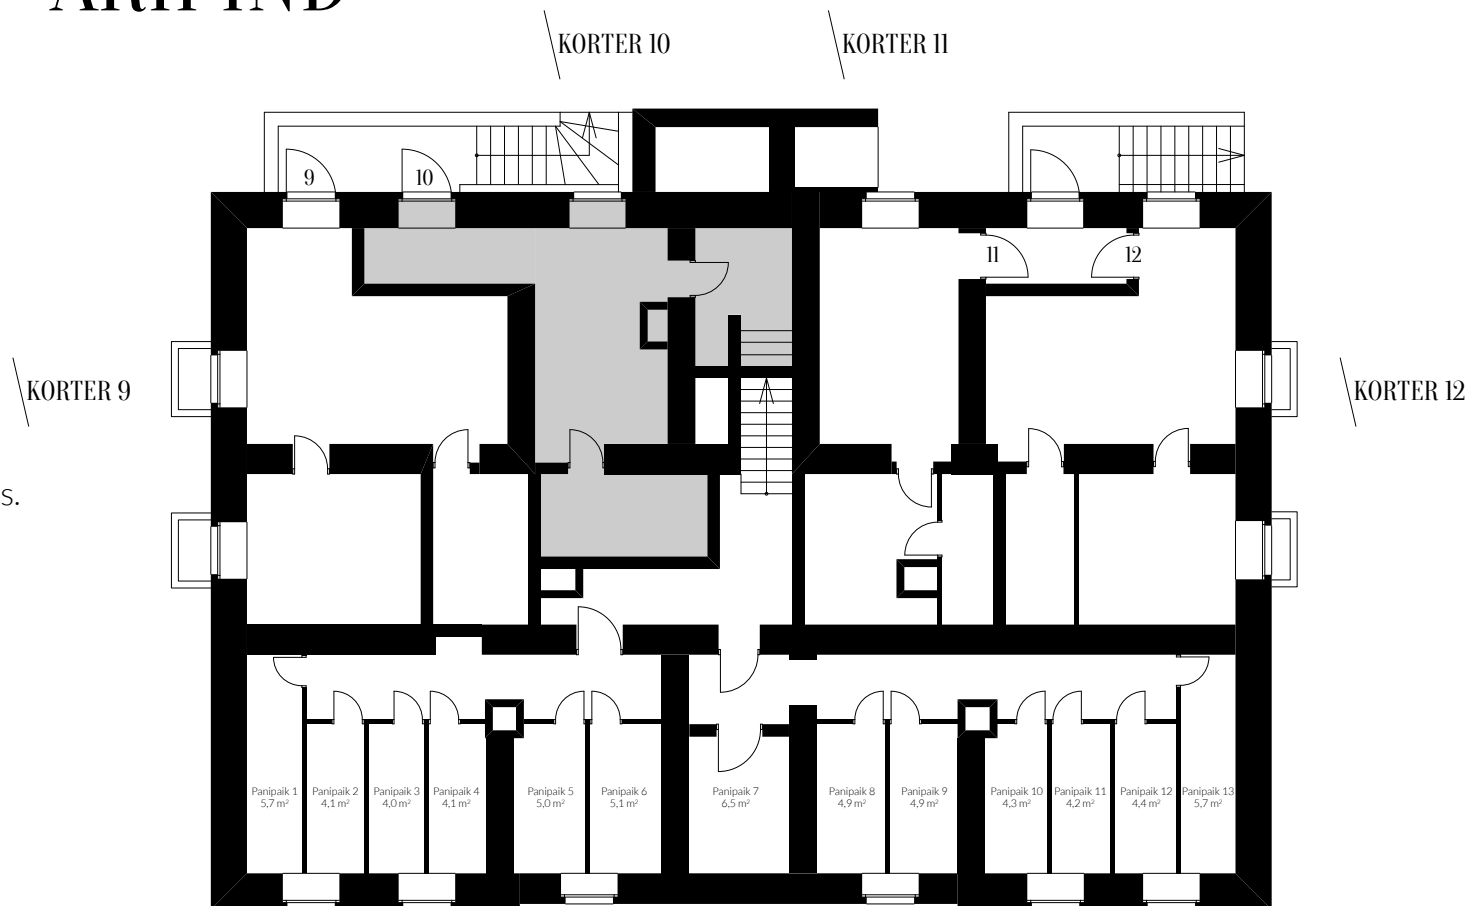 ÄRIPIND
KORTER 10
KORTER 11
9
10
11
12
KORTER 9
KORTER 12
s.
Panipaik 1
5,7 m²
Panipaik 2
4,1 m²
Panipaik 3
4,0 m²
Panipaik 4
4,1 m²
Panipaik 5
5,0 m²
Panipaik 6
5,1 m²
Panipaik 7
6,5 m²
Panipaik 8
4,9 m²
Panipaik 9
4,9 m²
Panipaik 10
4,3 m²
Panipaik 11
4,2 m²
Panipaik 12
4,4 m²
Panipaik 13
5,7 m²